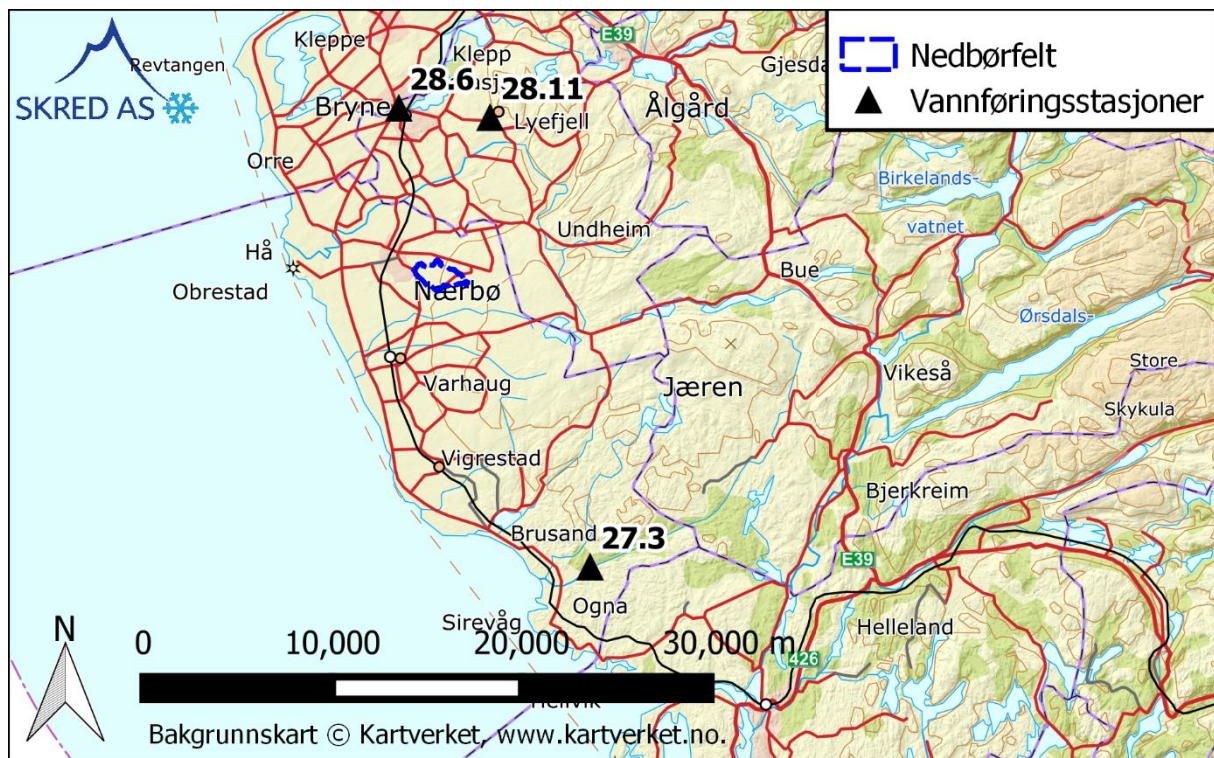 Kleppe
Revtangen
SKRED AS
Klepp
E39
Gjesda
Nedbørfelt
Vannføringsstasjoner
28.6
28.11
Bryne
Lyefjell
Ålgård
Orre
Birkelands-
vatnet
Undheim
Hå
Bue
Obrestad
Nærbø
Ørsdals-
Store
Vikeså
Varhaug
Jæren
Skykula
Vigrestad
Bjerkreim
Brusand
27.3
E39
Ogna
Sirevåg
Helleland
N
0 10,000 20,000 30,000 m
426
Hellvik
Bakgrunnskart © Kartverket, www.kartverket.no.